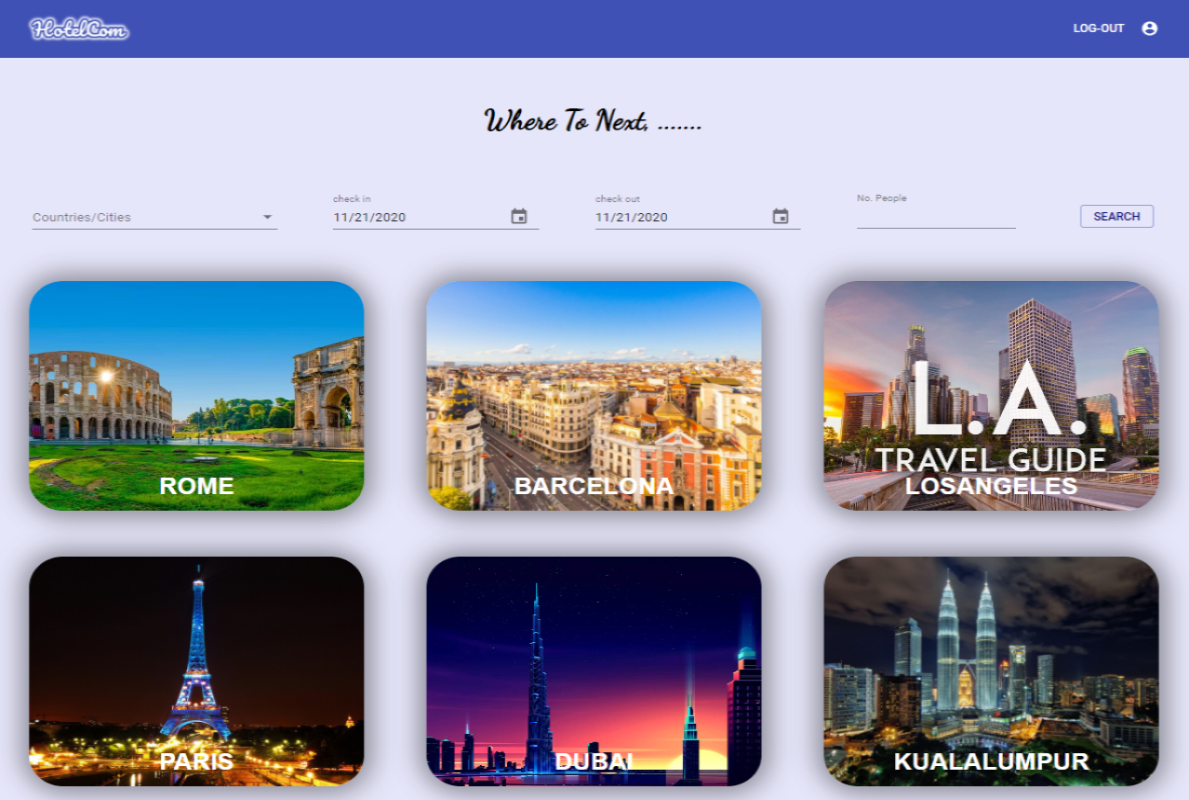 HotelCom
LOG-OUT
Where To Next, .......
Countries/Cities
check in
11/21/2020
check out
11/21/2020
No. People
SEARCH
ROME
BARCELONA
L.A.
TRAVEL GUIDE
LOSANGELES
PARIS
DUBAI
KUALALUMPUR